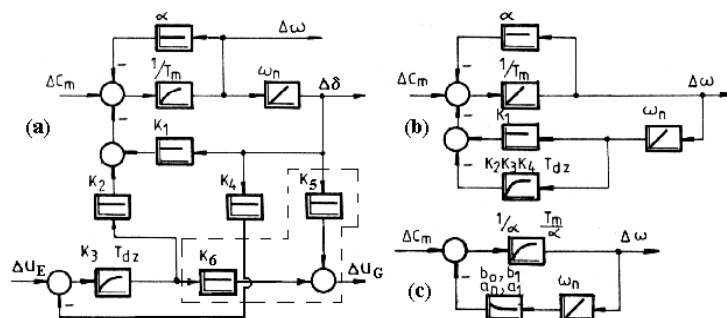 α
Δω
1/Tm
ωn
Δδ
ΔCm
(a)
K1
K2
K4
K5
K3 Tdz
K6
ΔUE
ΔUG
α
(b)
ΔCm
1/Tm
Δω
K1
ωn
K2K3K4 Tdz
1/α Tm/α
ΔCm
Δω
b0, b1
a0, a1
ωn
(c)